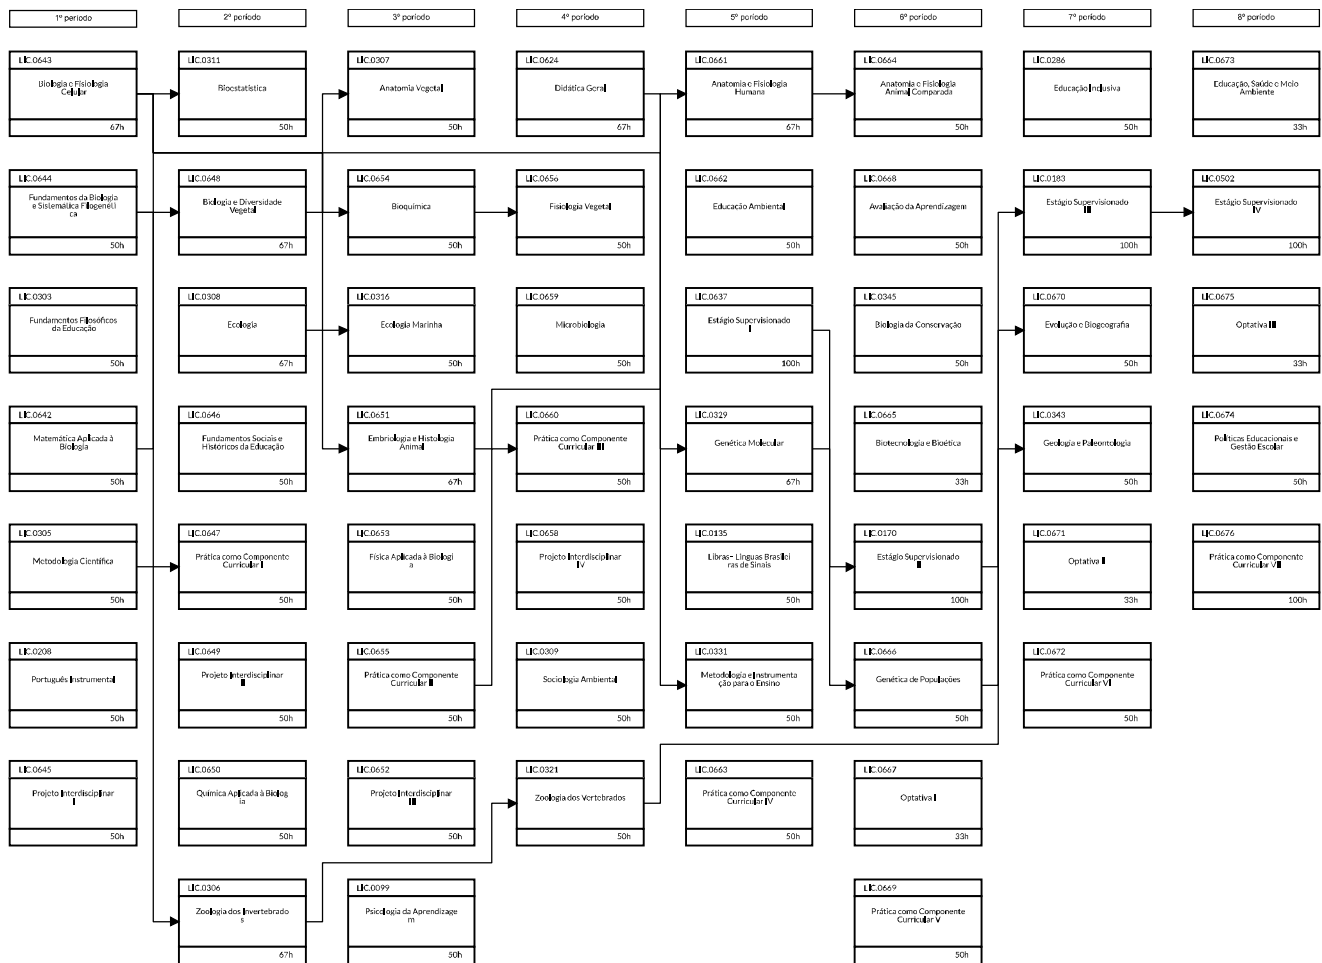 1º período
2º período
3º período
4º período
5º período
6º período
7º período
8º período
LIC.0643
Biologia e Fisiologia
Celular
67h
LIC.0311
Bioestatística
50h
LIC.0307
Anatomia Vegetal
50h
LIC.0624
Didática Geral
67h
LIC.0661
Anatomia e Fisiologia
Humana
67h
LIC.0664
Anatomia e Fisiologia
Animal Comparada
50h
LIC.0286
Educação Inclusiva
50h
LIC.0673
Educação, Saúde e Meio
Ambiente
33h
LIC.0644
Fundamentos da Biologia
e Sistemática Filogenéti
ca
50h
LIC.0648
Biologia e Diversidade
Vegetal
67h
LIC.0654
Bioquímica
50h
LIC.0656
Fisiologia Vegetal
50h
LIC.0662
Educação Ambiental
50h
LIC.0668
Avaliação da Aprendizagem
50h
LIC.0183
Estágio Supervisionado
III
100h
LIC.0502
Estágio Supervisionado
IV
100h
LIC.0303
Fundamentos Filosóficos
da Educação
50h
LIC.0308
Ecologia
67h
LIC.0316
Ecologia Marinha
50h
LIC.0659
Microbiologia
50h
LIC.0637
Estágio Supervisionado
I
100h
LIC.0345
Biologia da Conservação
50h
LIC.0670
Evolução e Biogeografia
50h
LIC.0675
Optativa III
33h
LIC.0642
Matemática Aplicada à
Biologia
50h
LIC.0646
Fundamentos Sociais e
Históricos da Educação
50h
LIC.0651
Embriologia e Histologia
Animal
67h
LIC.0660
Prática como Componente
Curricular III
50h
LIC.0329
Genética Molecular
67h
LIC.0665
Biotecnologia e Bioética
33h
LIC.0343
Geologia e Paleontologia
50h
LIC.0674
Políticas Educacionais e
Gestão Escolar
50h
LIC.0305
Metodologia Científica
50h
LIC.0647
Prática como Componente
Curricular I
50h
LIC.0653
Física Aplicada à Biologi
a
50h
LIC.0658
Projeto Interdisciplinar
IV
50h
LIC.0135
Libras- Línguas Brasilei
ras de Sinais
50h
LIC.0170
Estágio Supervisionado
II
100h
LIC.0671
Optativa II
33h
LIC.0676
Prática como Componente
Curricular VII
100h
LIC.0208
Português Instrumental
50h
LIC.0649
Projeto Interdisciplinar
II
50h
LIC.0655
Prática como Componente
Curricular II
50h
LIC.0309
Sociologia Ambiental
50h
LIC.0331
Metodologia e Instrumenta
ção para o Ensino
50h
LIC.0666
Genética de Populações
50h
LIC.0672
Prática como Componente
Curricular VI
50h
LIC.0645
Projeto Interdisciplinar
I
50h
LIC.0650
Química Aplicada à Biolog
ia
50h
LIC.0652
Projeto Interdisciplinar
III
50h
LIC.0321
Zoologia dos Vertebrados
50h
LIC.0663
Prática como Componente
Curricular IV
50h
LIC.0667
Optativa I
33h
LIC.0306
Zoologia dos Invertebrado
s
67h
LIC.0099
Psicologia da Aprendizage
m
50h
LIC.0669
Prática como Componente
Curricular V
50h